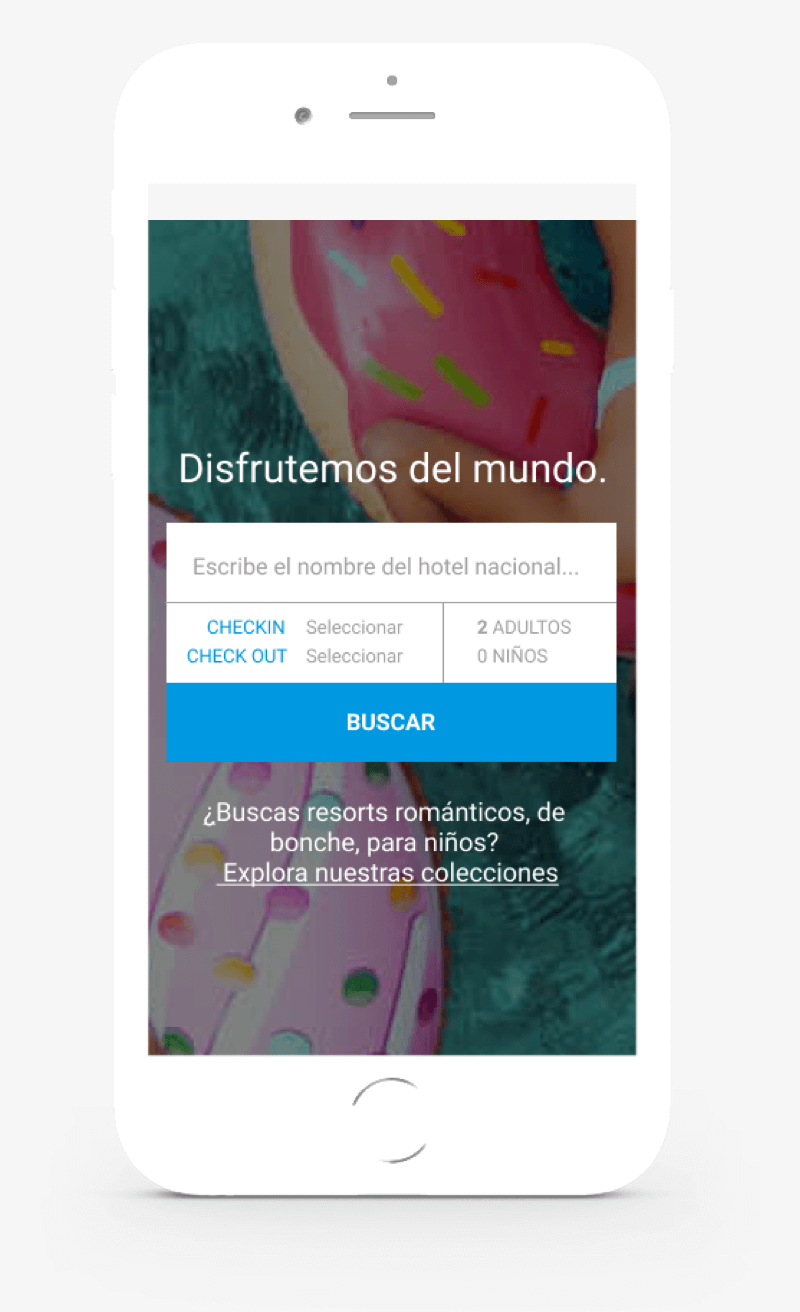 Disfrutemos del mundo.
Escribe el nombre del hotel nacional...
CHECKIN Seleccionar 2 ADULTOS
CHECK OUT Seleccionar 0 NIÑOS
BUSCAR
¿Buscas resorts románticos, de
bonche, para niños?
Explora nuestras colecciones